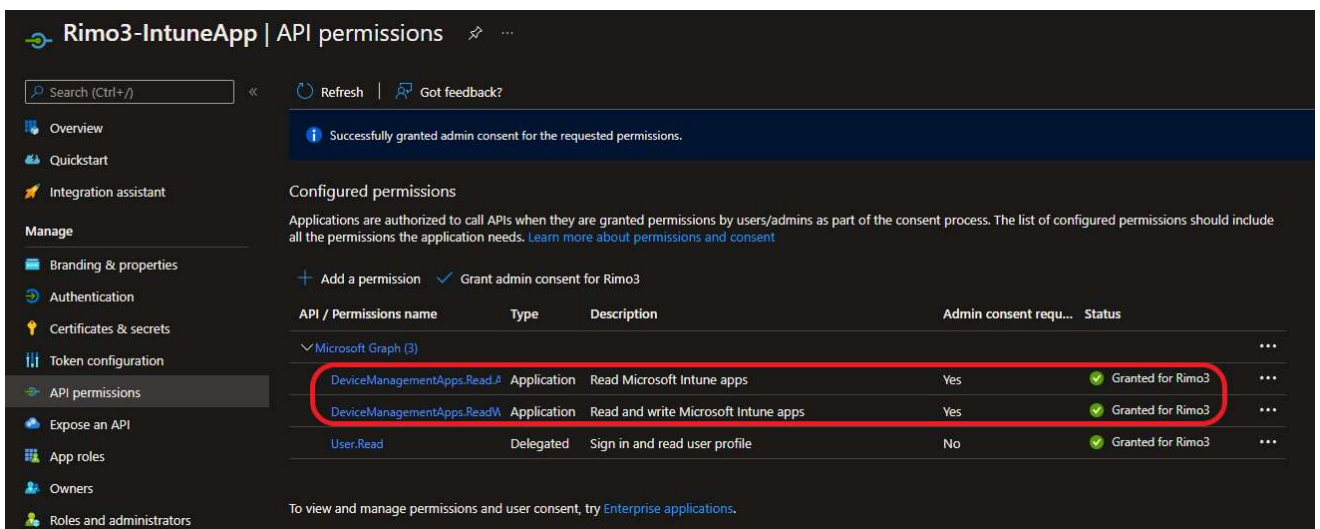 Rimo3-IntuneApp | API permissions
Search (Ctrl+/)
Refresh
Got feedback?
Successfully granted admin consent for the requested permissions.
Overview
Quickstart
Integration assistant
Manage
Branding & properties
Authentication
Certificates & secrets
Token configuration
API permissions
Expose an API
App roles
Owners
Roles and administrators
Configured permissions
Applications are authorized to call APIs when they are granted permissions by users/admins as part of the consent process. The list of configured permissions should include
all the permissions the application needs. Learn more about permissions and consent
Add a permission
Grant admin consent for Rimo3
API / Permissions name Type Description Admin consent requ... Status
Microsoft Graph (3)
DeviceManagementApps.Read.A Application Read Microsoft Intune apps Yes Granted for Rimo3
DeviceManagementApps.ReadW Application Read and write Microsoft Intune apps Yes Granted for Rimo3
User.Read Delegated Sign in and read user profile No Granted for Rimo3
To view and manage permissions and user consent, try Enterprise applications.